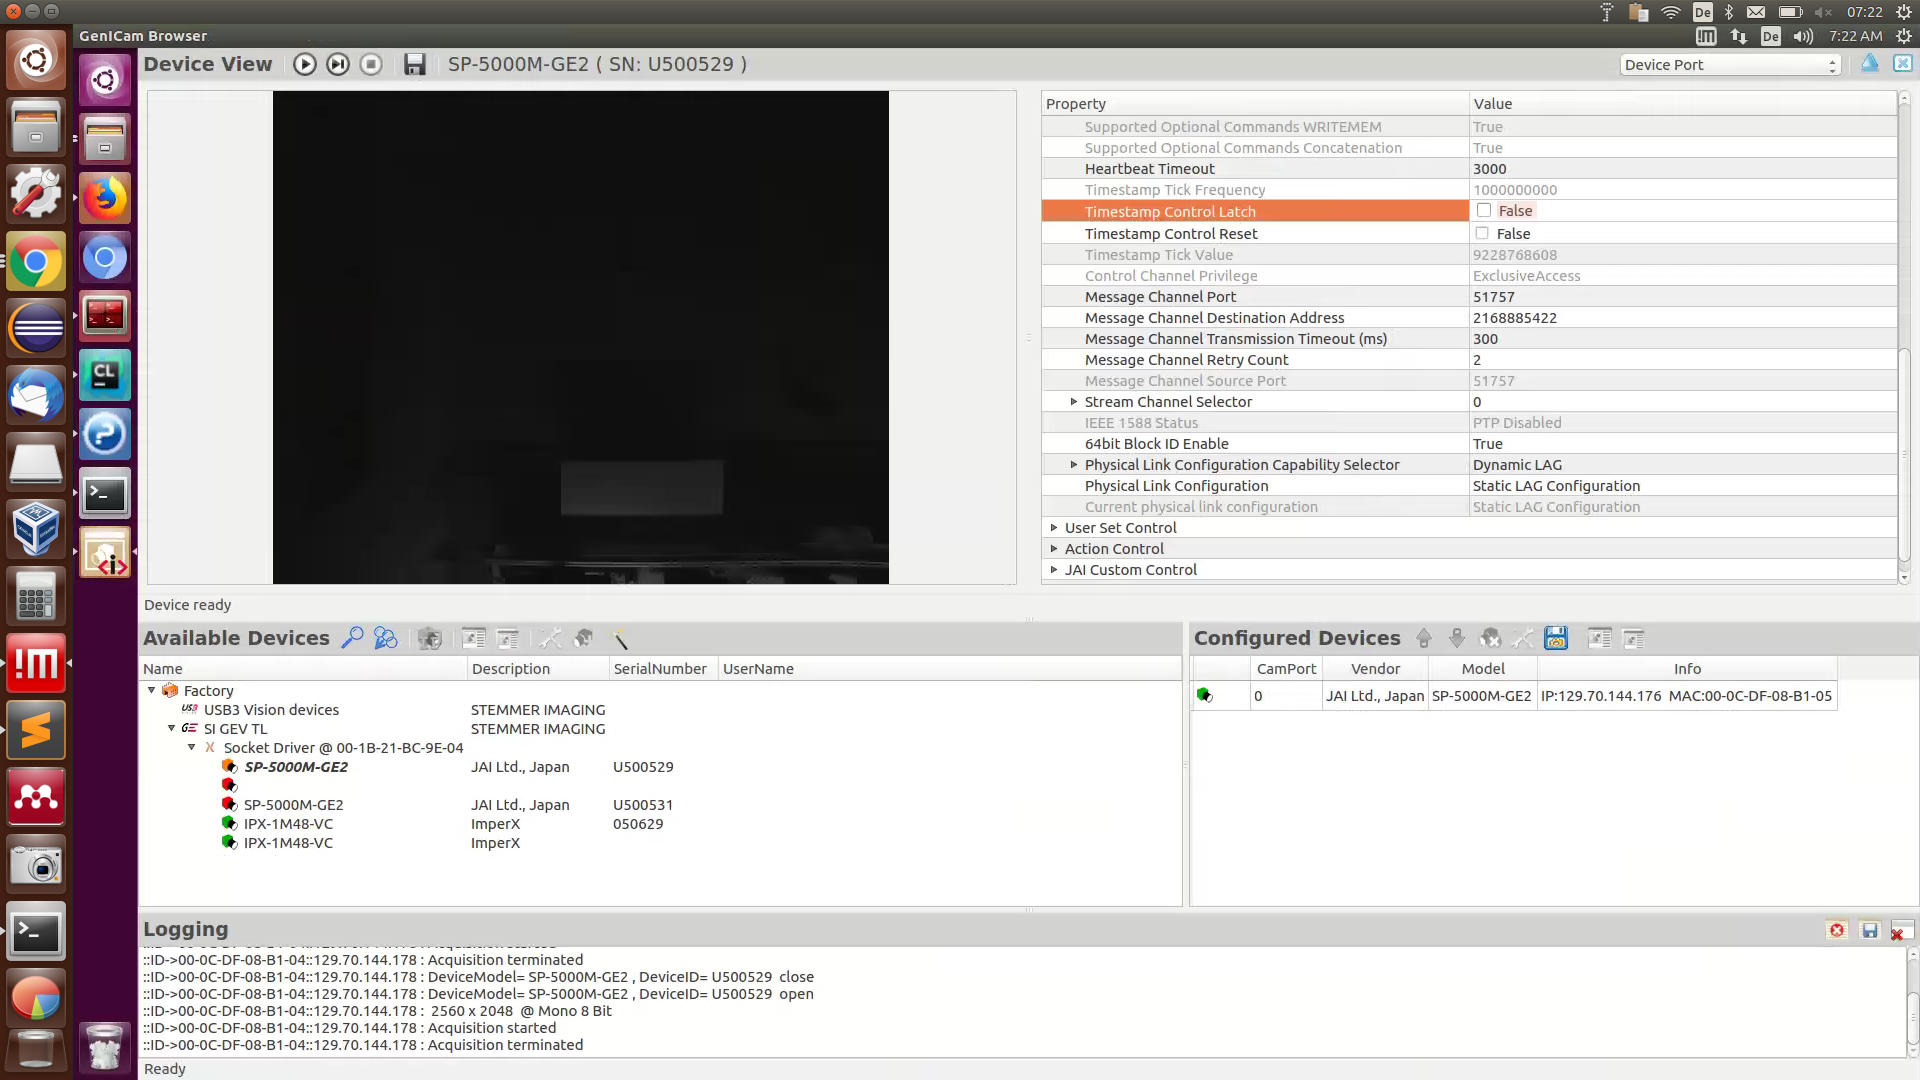 De
07:22
GenICam Browser
De
7:22 AM
Device View
SP-5000M-GE2 ( SN: U500529 )
Device Port
Property Value
Supported Optional Commands WRITEMEM True
Supported Optional Commands Concatenation True
Heartbeat Timeout 3000
Timestamp Tick Frequency 1000000000
Timestamp Control Latch False
Timestamp Control Reset False
Timestamp Tick Value 9228768608
Control Channel Privilege ExclusiveAccess
Message Channel Port 51757
Message Channel Destination Address 2168885422
Message Channel Transmission Timeout (ms) 300
Message Channel Retry Count 2
Message Channel Source Port 51757
Stream Channel Selector 0
IEEE 1588 Status PTP Disabled
64bit Block ID Enable True
Physical Link Configuration Capability Selector Dynamic LAG
Physical Link Configuration Static LAG Configuration
Current physical link configuration Static LAG Configuration
User Set Control
Action Control
JAI Custom Control
Device ready
Available Devices
Name Description SerialNumber UserName
Factory
USB3 Vision devices STEMMER IMAGING
SI GEV TL STEMMER IMAGING
Socket Driver @ 00-1B-21-BC-9E-04
SP-5000M-GE2 JAI Ltd., Japan U500529
SP-5000M-GE2 JAI Ltd., Japan U500531
IPX-1M48-VC ImperX 050629
IPX-1M48-VC ImperX
Configured Devices
CamPort Vendor Model Info
0 JAI Ltd., Japan SP-5000M-GE2 IP:129.70.144.176 MAC:00-0C-DF-08-B1-05
Logging
::ID->00-0C-DF-08-B1-04::129.70.144.178 : Acquisition terminated
::ID->00-0C-DF-08-B1-04::129.70.144.178 : DeviceModel= SP-5000M-GE2 , DeviceID= U500529 close
::ID->00-0C-DF-08-B1-04::129.70.144.178 : DeviceModel= SP-5000M-GE2 , DeviceID= U500529 open
::ID->00-0C-DF-08-B1-04::129.70.144.178 : 2560 x 2048 @ Mono 8 Bit
::ID->00-0C-DF-08-B1-04::129.70.144.178 : Acquisition started
::ID->00-0C-DF-08-B1-04::129.70.144.178 : Acquisition terminated
Ready